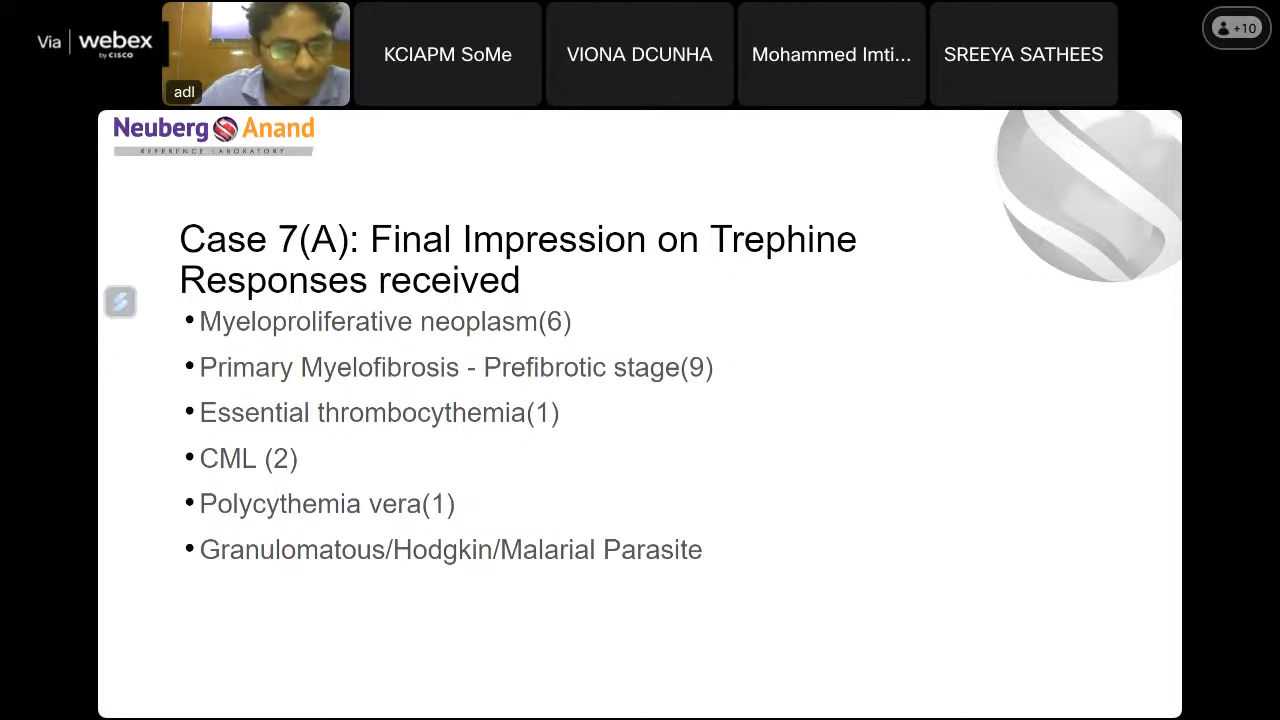 Via webex
by CISCO
adl
KCIAPM SoMe
VIONA DCUNHA
Mohammed Imti...
SREEYA SATHEES
+10
Neuberg Anand
REFERENCE LABORATORY
Case 7(A): Final Impression on Trephine
Responses received
•Myeloproliferative neoplasm(6)
•Primary Myelofibrosis - Prefibrotic stage(9)
•Essential thrombocythemia(1)
•CML (2)
•Polycythemia vera(1)
•Granulomatous/Hodgkin/Malarial Parasite